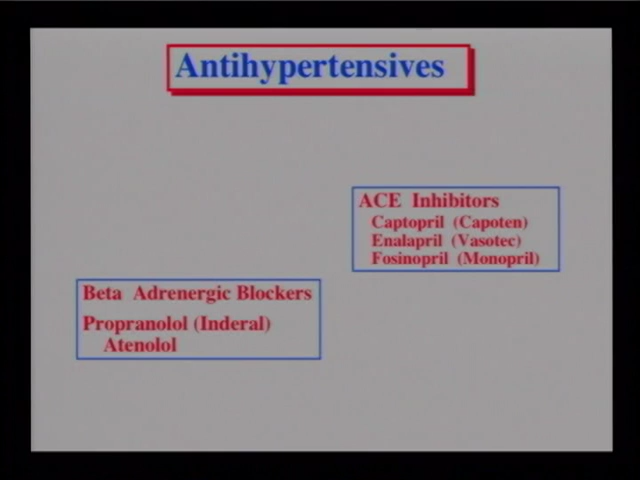 Antihypertensives
ACE Inhibitors
Captopril (Capoten)
Enalapril (Vasotec)
Fosinopril (Monopril)
Beta Adrenergic Blockers
Propranolol (Inderal)
Atenolol